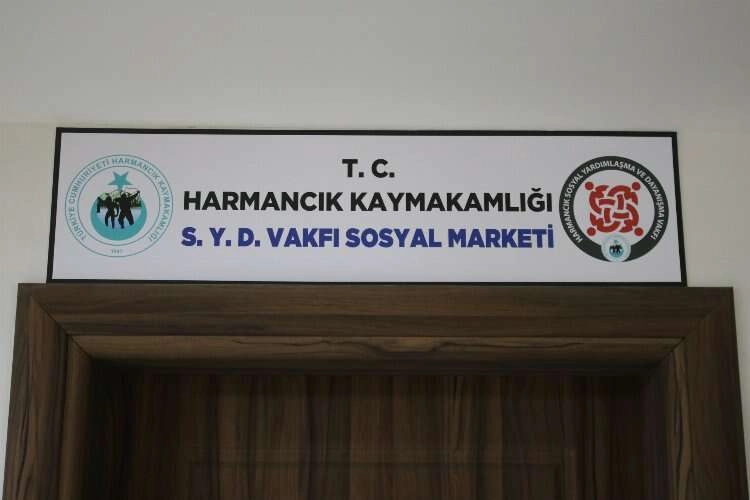 T. C.
HARMANCIK KAYMAKAMLIĞI
S. Y. D. VAKFI SOSYAL MARKETİ
TÜRKİYE CUMHURİYETİ HARMANCIK KAYMAKAMLIĞI
HARMANCIK SOSYAL YARDIMLAŞMA VE DAYANIŞMA VAKFI